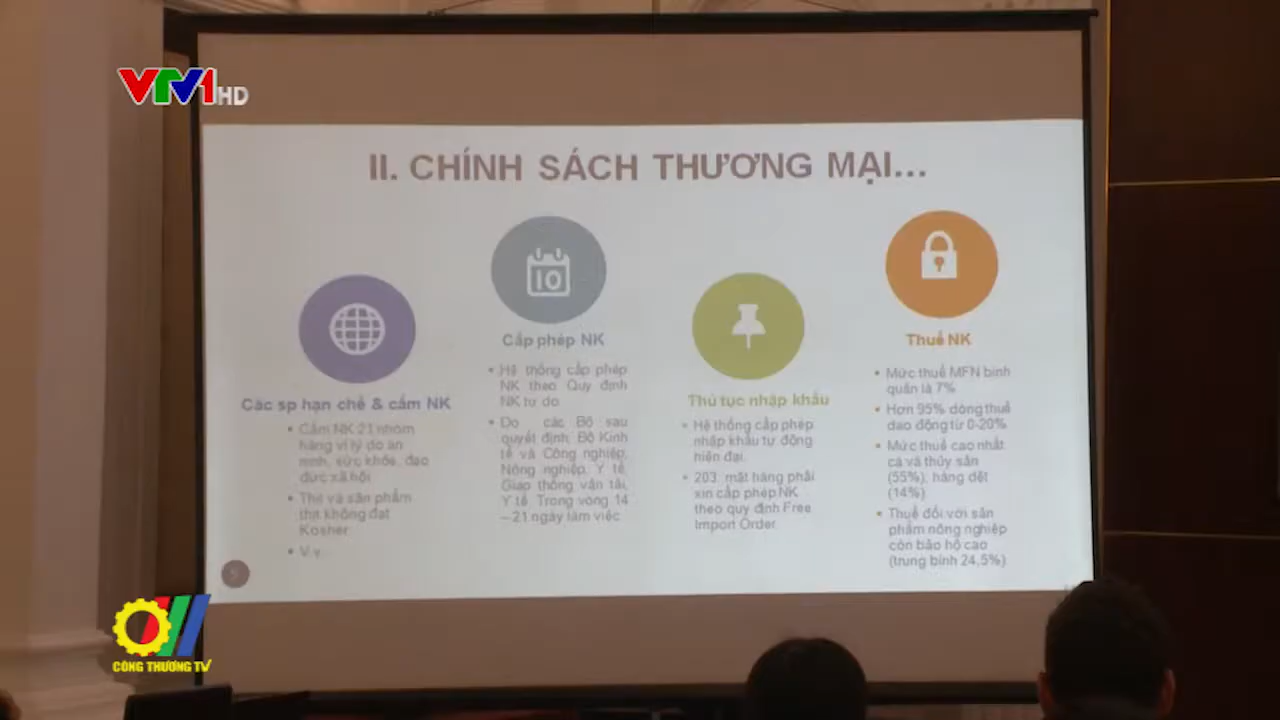 VTV1HD
II. CHÍNH SÁCH THƯƠNG MẠI...
Các sp hạn chế & cấm NK
• Cấm NK 21 nhóm
hàng vì lý do an
ninh, sức khỏe, đạo
đức xã hội
• Thịt và sản phẩm
thịt không đạt
Kosher
• V.v..
10
Cấp phép NK
• Hệ thống cấp phép
NK theo Quy định
NK tự do
• Do các Bộ sau
quyết định: Bộ Kinh
tế và Công nghiệp,
Nông nghiệp, Y tế,
Giao thông vận tải,
Y tế. Trong vòng 14
– 21 ngày làm việc
Thủ tục nhập khẩu
• Hệ thống cấp phép
nhập khẩu tự động
hiện đại.
• 203 mặt hàng phải
xin cấp phép NK
theo quy định Free
Import Order
Thuế NK
• Mức thuế MFN bình
quân là 7%
• Hơn 95% dòng thuế
dao động từ 0-20%
• Mức thuế cao nhất:
cá và thủy sản
(55%); hàng dệt
(14%)
• Thuế đối với sản
phẩm nông nghiệp
còn bảo hộ cao
(trung bình 24,5%)
CÔNG THƯƠNG TV